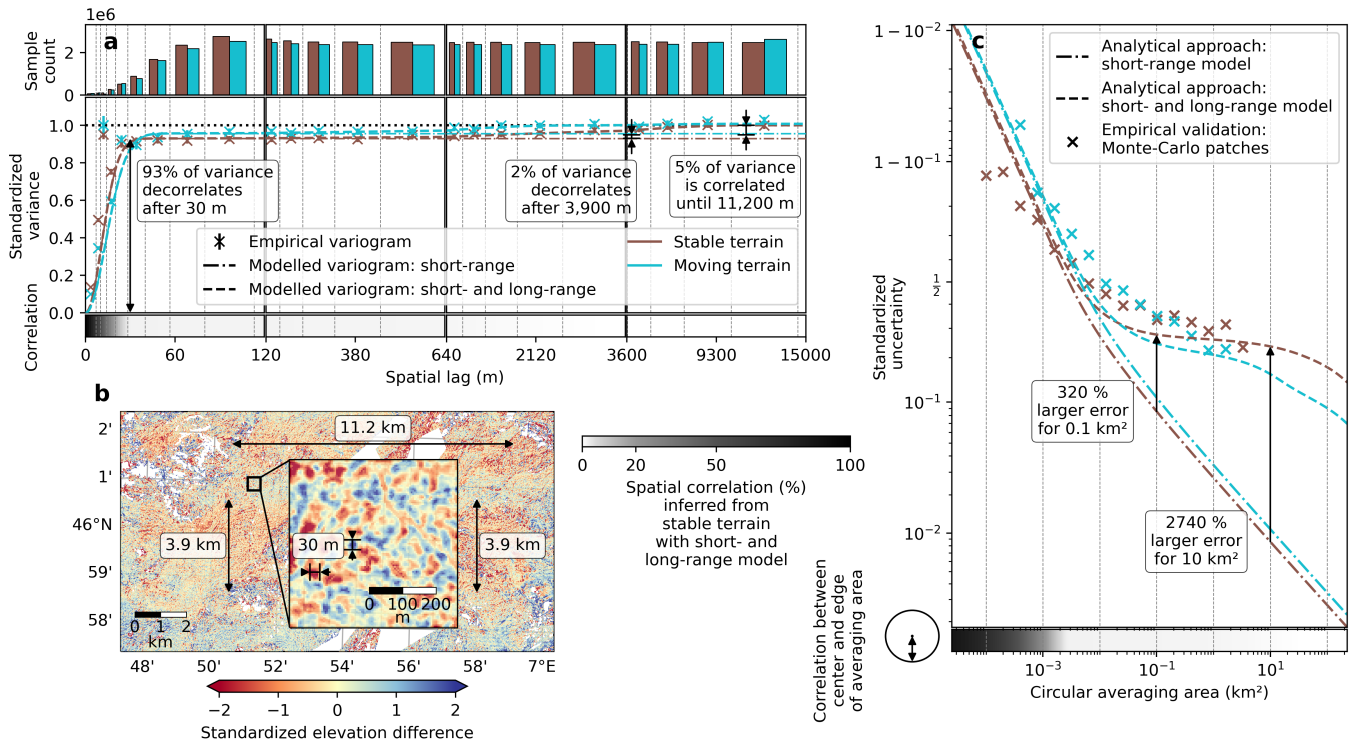 1e6
a
Sample
count
2
0
Standardized
variance
1.0
0.8
0.6
0.4
0.2
0.0
93% of variance
decorrelates
after 30 m
2% of variance
decorrelates
after 3,900 m
5% of variance
is correlated
until 11,200 m
Empirical variogram
Modelled variogram: short-range
Modelled variogram: short- and long-range
Stable terrain
Moving terrain
Correlation
0 60 120 380 640 2120 3600 9300 15000
Spatial lag (m)
b
2'
1'
46°N
59'
58'
11.2 km
3.9 km
30 m
3.9 km
0 100 200
m
0 1 2
km
48' 50' 52' 54' 56' 58' 7°E
−2 −1 0 1 2
Standardized elevation difference
0 20 50 100
Spatial correlation (%)
inferred from
stable terrain
with short- and
long-range model
c
Analytical approach:
short-range model
Analytical approach:
short- and long-range model
Empirical validation:
Monte-Carlo patches
Standardized
uncertainty
1 − 10⁻²
1 − 10⁻¹
1/2
10⁻¹
10⁻²
320 %
larger error
for 0.1 km²
2740 %
larger error
for 10 km²
Correlation between
center and edge
of averaging area
10⁻³ 10⁻¹ 10¹
Circular averaging area (km²)